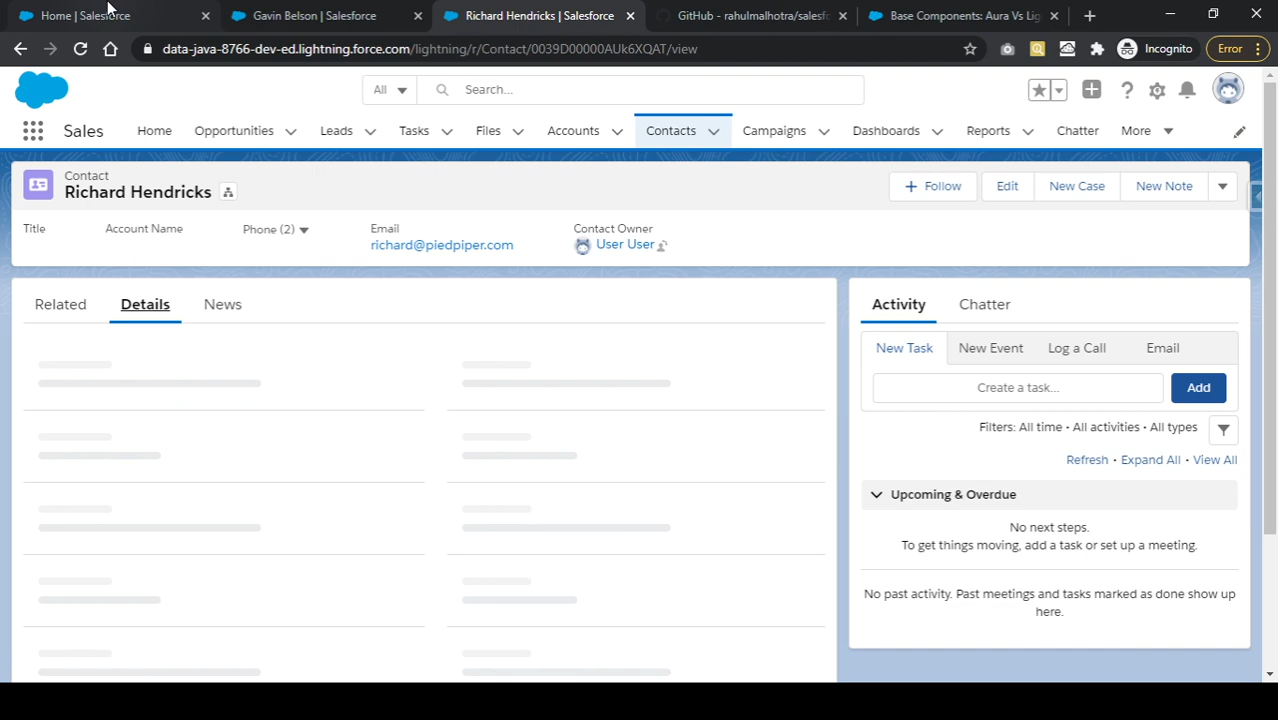 Home | Salesforce
Gavin Belson | Salesforce
Richard Hendricks | Salesforce
GitHub - rahulmalhotra/salesf
Base Components: Aura Vs Lig
data-java-8766-dev-ed.lightning.force.com/lightning/r/Contact/0039D00000AUk6XQAT/view
Incognito
Error
All
Search...
Sales
Home
Opportunities
Leads
Tasks
Files
Accounts
Contacts
Campaigns
Dashboards
Reports
Chatter
More
Contact
Richard Hendricks
+ Follow
Edit
New Case
New Note
Title
Account Name
Phone (2)
Email
richard@piedpiper.com
Contact Owner
User User
Related
Details
News
Activity
Chatter
New Task
New Event
Log a Call
Email
Create a task...
Add
Filters: All time • All activities • All types
Refresh • Expand All • View All
Upcoming & Overdue
No next steps.
To get things moving, add a task or set up a meeting.
No past activity. Past meetings and tasks marked as done show up
here.